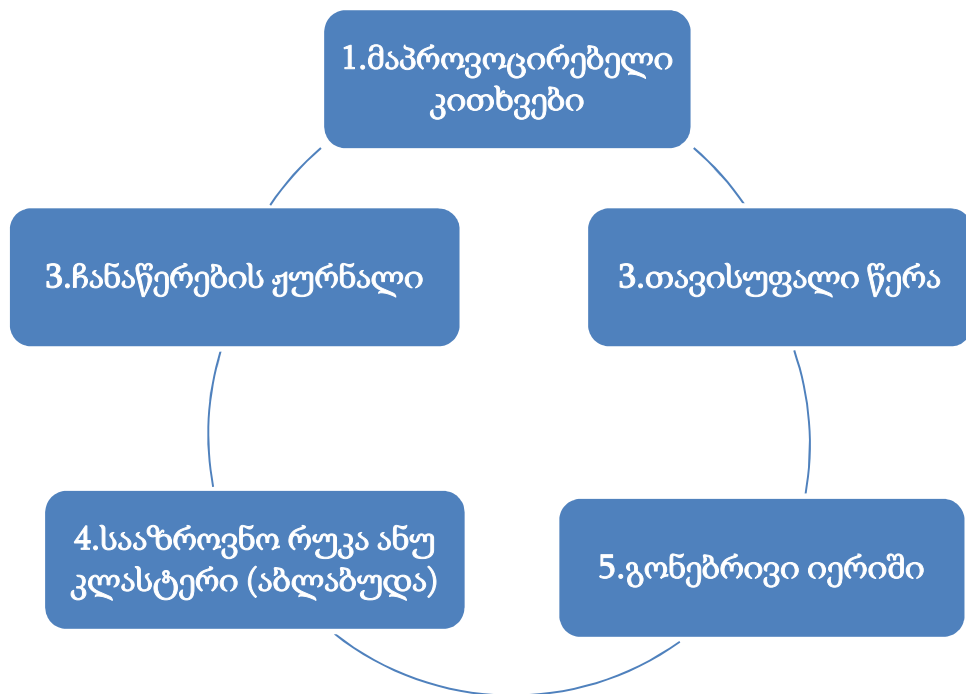 1.მაპროვოცირებელი
კითხვები
3.ჩანაწერების ჟურნალი
3.თავისუფალი წერა
4.სააზროვნო რუკა ანუ
კლასტერი (აბლაბუდა)
5.გონებრივი იერიში